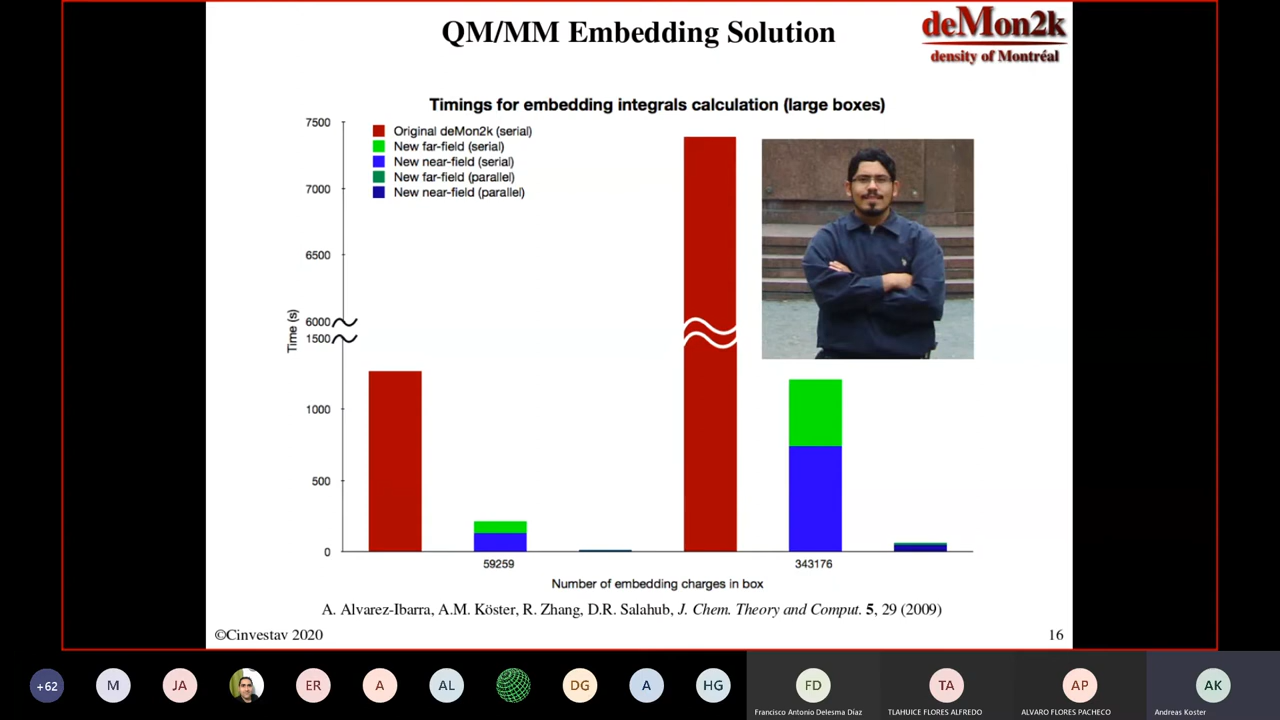 QM/MM Embedding Solution
deMon2k
density of Montréal
Timings for embedding integrals calculation (large boxes)
Original deMon2k (serial)
New far-field (serial)
New near-field (serial)
New far-field (parallel)
New near-field (parallel)
7500
7000
6500
6000
1500
1000
500
0
Time (s)
59259
343176
Number of embedding charges in box
A. Alvarez-Ibarra, A.M. Köster, R. Zhang, D.R. Salahub, J. Chem. Theory and Comput. 5, 29 (2009)
©Cinvestav 2020
16
+62
M
JA
ER
A
AL
DG
A
HG
FD
TA
AP
AK
Francisco Antonio Delesma Díaz
TLAHUICE FLORES ALFREDO
ALVARO FLORES PACHECO
Andreas Koster